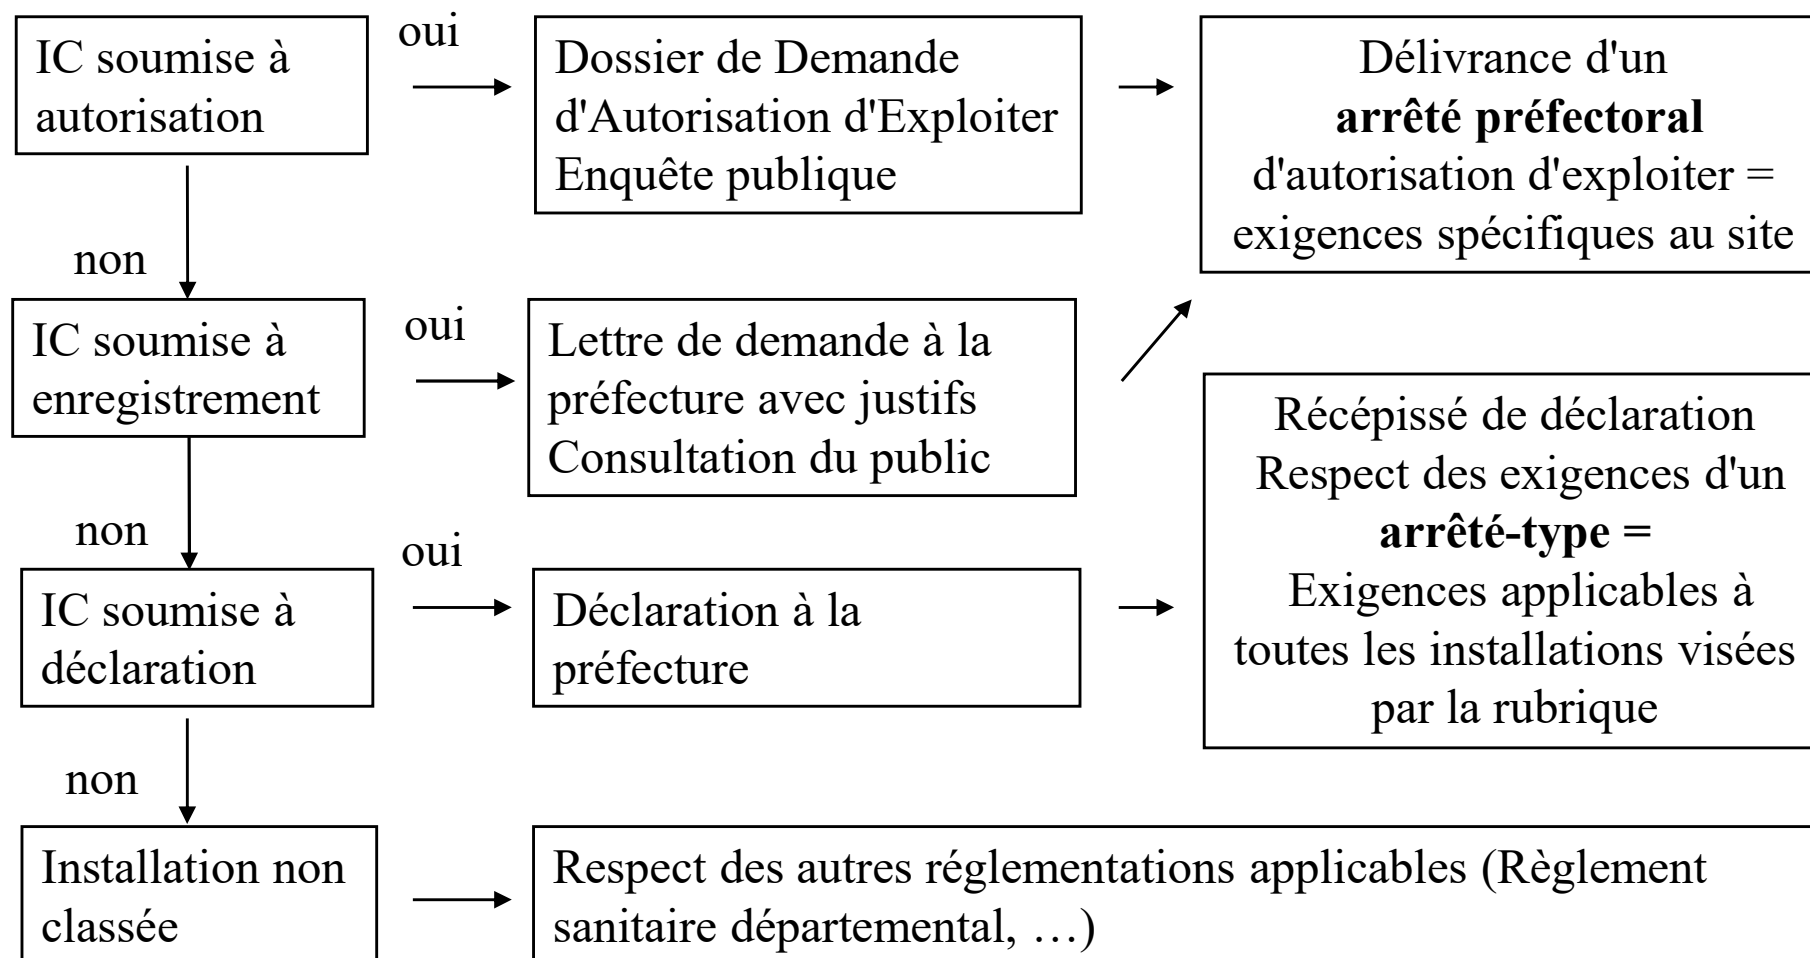 IC soumise à
autorisation
oui
Dossier de Demande
d'Autorisation d'Exploiter
Enquête publique
Délivrance d'un
arrêté préfectoral
d'autorisation d'exploiter =
exigences spécifiques au site
non
IC soumise à
enregistrement
oui
Lettre de demande à la
préfecture avec justifs
Consultation du public
non
IC soumise à
déclaration
oui
Déclaration à la
préfecture
Récépissé de déclaration
Respect des exigences d'un
arrêté-type =
Exigences applicables à
toutes les installations visées
par la rubrique
non
Installation non
classée
Respect des autres réglementations applicables (Règlement
sanitaire départemental, …)